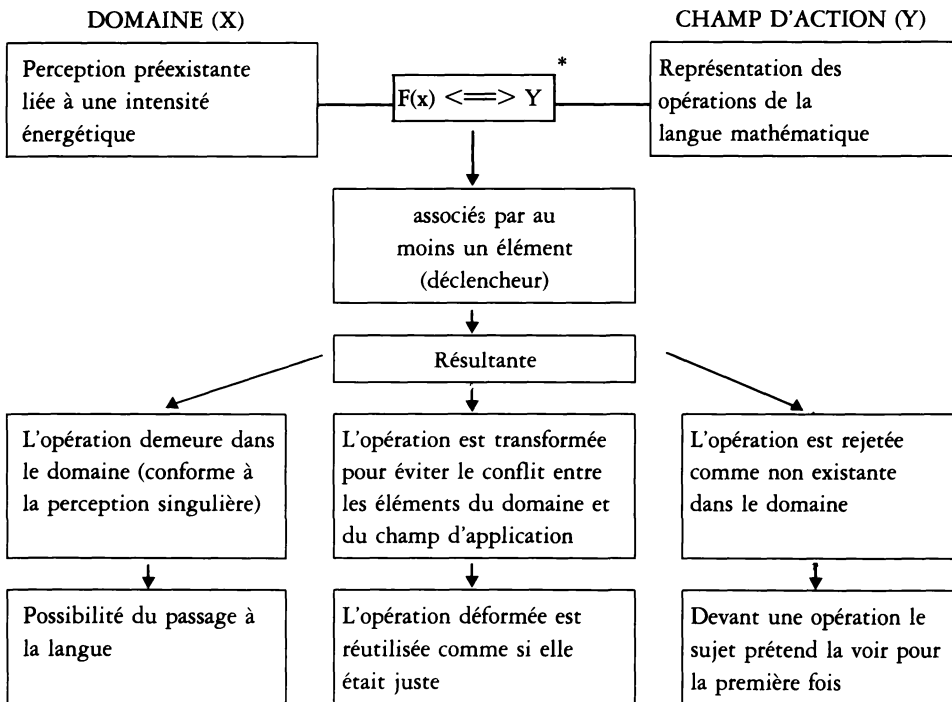 DOMAINE (X)
CHAMP D'ACTION (Y)
Perception préexistante
liée à une intensité
énergétique
F(x) <==> Y
*
Représentation des
opérations de la
langue mathématique
associés par au
moins un élément
(déclencheur)
Résultante
L'opération demeure dans
le domaine (conforme à
la perception singulière)
L'opération est transformée
pour éviter le conflit entre
les éléments du domaine et
du champ d'application
L'opération est rejetée
comme non existante
dans le domaine
Possibilité du passage à
la langue
L'opération déformée est
réutilisée comme si elle
était juste
Devant une opération le
sujet prétend la voir pour
la première fois